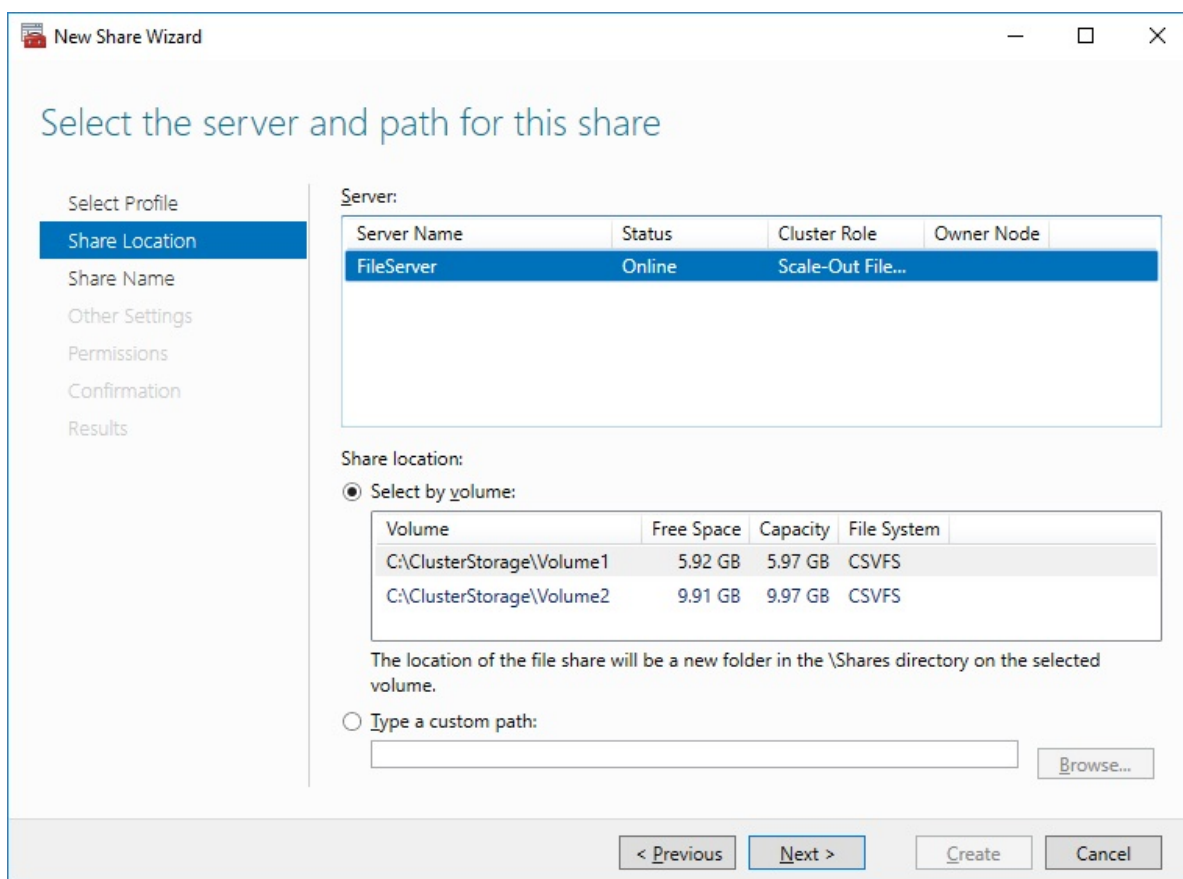 New Share Wizard
Select the server and path for this share
Select Profile
Share Location
Share Name
Other Settings
Permissions
Confirmation
Results
Server:
Server Name Status Cluster Role Owner Node
FileServer Online Scale-Out File...
Share location:
Select by volume:
Volume Free Space Capacity File System
C:\ClusterStorage\Volume1 5.92 GB 5.97 GB CSVFS
C:\ClusterStorage\Volume2 9.91 GB 9.97 GB CSVFS
The location of the file share will be a new folder in the \Shares directory on the selected
volume.
Type a custom path:
Browse...
< Previous Next > Create Cancel